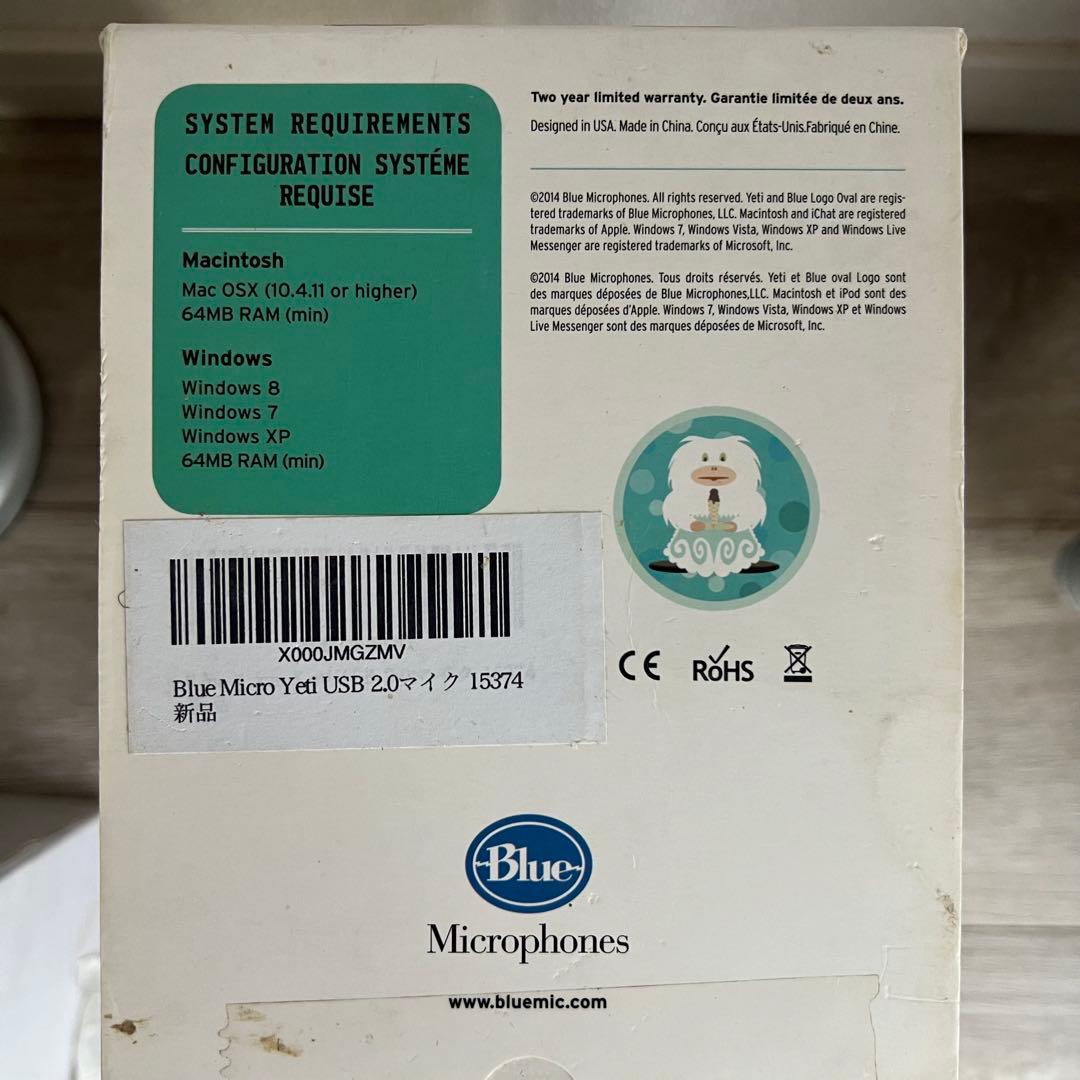 SYSTEM REQUIREMENTS
CONFIGURATION SYSTÉME
REQUISE
Macintosh
Mac OSX (10.4.11 or higher)
64MB RAM (min)
Windows
Windows 8
Windows 7
Windows XP
64MB RAM (min)
Two year limited warranty. Garantie limitée de deux ans.
Designed in USA. Made in China. Conçu aux États-Unis.Fabriqué en Chine.
©2014 Blue Microphones. All rights reserved. Yeti and Blue Logo Oval are regis-
tered trademarks of Blue Microphones, LLC. Macintosh and iChat are registered
trademarks of Apple. Windows 7, Windows Vista, Windows XP and Windows Live
Messenger are registered trademarks of Microsoft, Inc.
©2014 Blue Microphones. Tous droits réservés. Yeti et Blue oval Logo sont
des marques déposées de Blue Microphones,LLC. Macintosh et iPod sont des
marques déposées d'Apple. Windows 7, Windows Vista, Windows XP et Windows
Live Messenger sont des marques déposées de Microsoft, Inc.
X000JMGZMV
Blue Micro Yeti USB 2.0マイク 15374
新品
CE RoHS
Blue
Microphones
www.bluemic.com